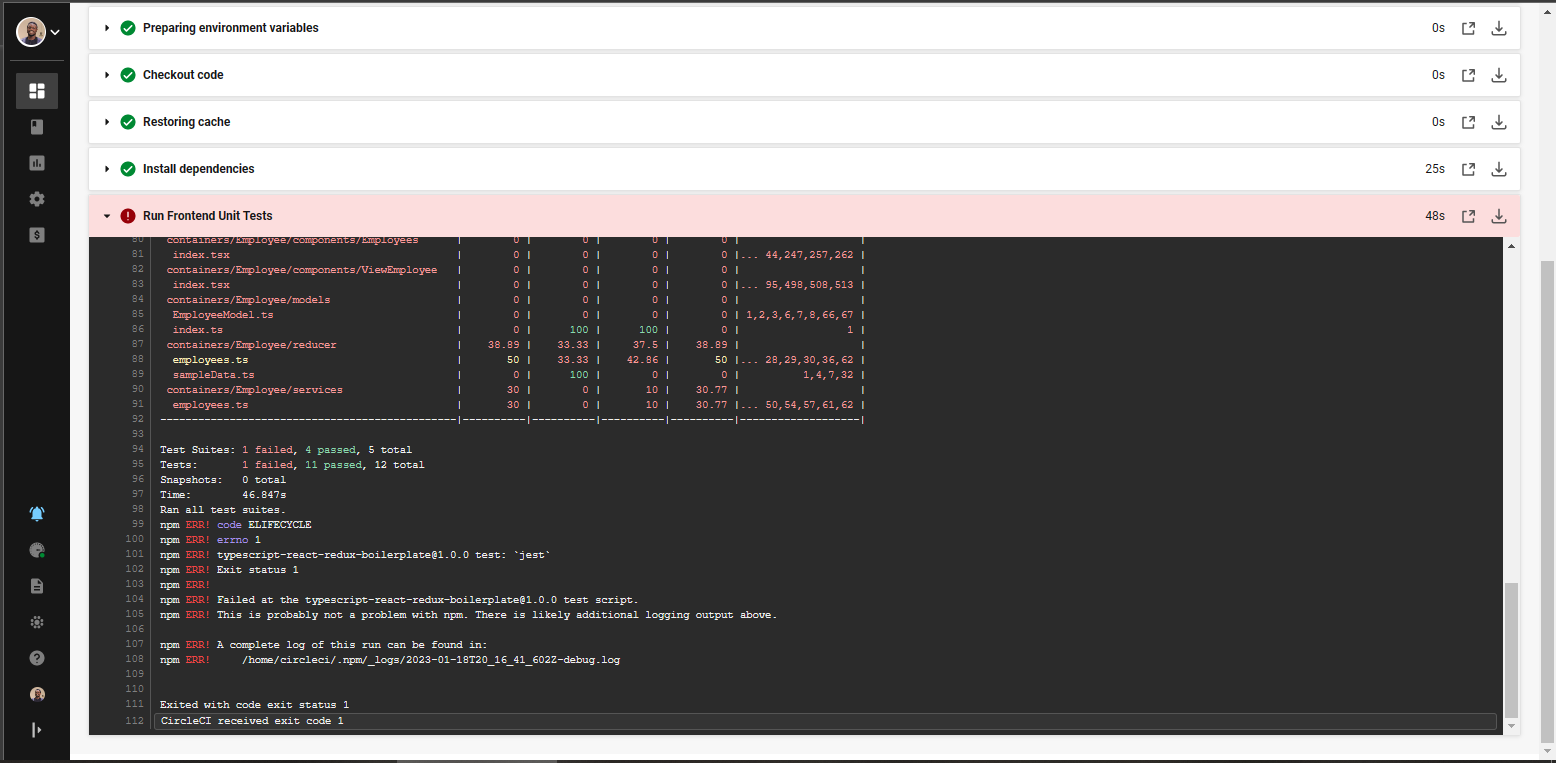 Preparing environment variables 0s
Checkout code 0s
Restoring cache 0s
Install dependencies 25s
Run Frontend Unit Tests 48s
80 containers/Employee/components/Employees | 0 | 0 | 0 | 0 | |
81 index.tsx | 0 | 0 | 0 | 0 |... 44,247,257,262 |
82 containers/Employee/components/ViewEmployee | 0 | 0 | 0 | 0 | |
83 index.tsx | 0 | 0 | 0 | 0 |... 95,498,508,513 |
84 containers/Employee/models | 0 | 0 | 0 | 0 | |
85 EmployeeModel.ts | 0 | 0 | 0 | 0 | 1,2,3,6,7,8,66,67 |
86 index.ts | 0 | 100 | 100 | 0 | 1 |
87 containers/Employee/reducer | 38.89 | 33.33 | 37.5 | 38.89 | |
88 employees.ts | 50 | 33.33 | 42.86 | 50 |... 28,29,30,36,62 |
89 sampleData.ts | 0 | 100 | 0 | 0 | 1,4,7,32 |
90 containers/Employee/services | 30 | 0 | 10 | 30.77 | |
91 employees.ts | 30 | 0 | 10 | 30.77 |... 50,54,57,61,62 |
92 -----------------------------------------------|----------|----------|----------|----------|-------------------|
93
94 Test Suites: 1 failed, 4 passed, 5 total
95 Tests: 1 failed, 11 passed, 12 total
96 Snapshots: 0 total
97 Time: 46.847s
98 Ran all test suites.
99 npm ERR! code ELIFECYCLE
100 npm ERR! errno 1
101 npm ERR! typescript-react-redux-boilerplate@1.0.0 test: `jest`
102 npm ERR! Exit status 1
103 npm ERR!
104 npm ERR! Failed at the typescript-react-redux-boilerplate@1.0.0 test script.
105 npm ERR! This is probably not a problem with npm. There is likely additional logging output above.
106
107 npm ERR! A complete log of this run can be found in:
108 npm ERR! /home/circleci/.npm/_logs/2023-01-18T20_16_41_602Z-debug.log
109
110
111 Exited with code exit status 1
112 CircleCI received exit code 1